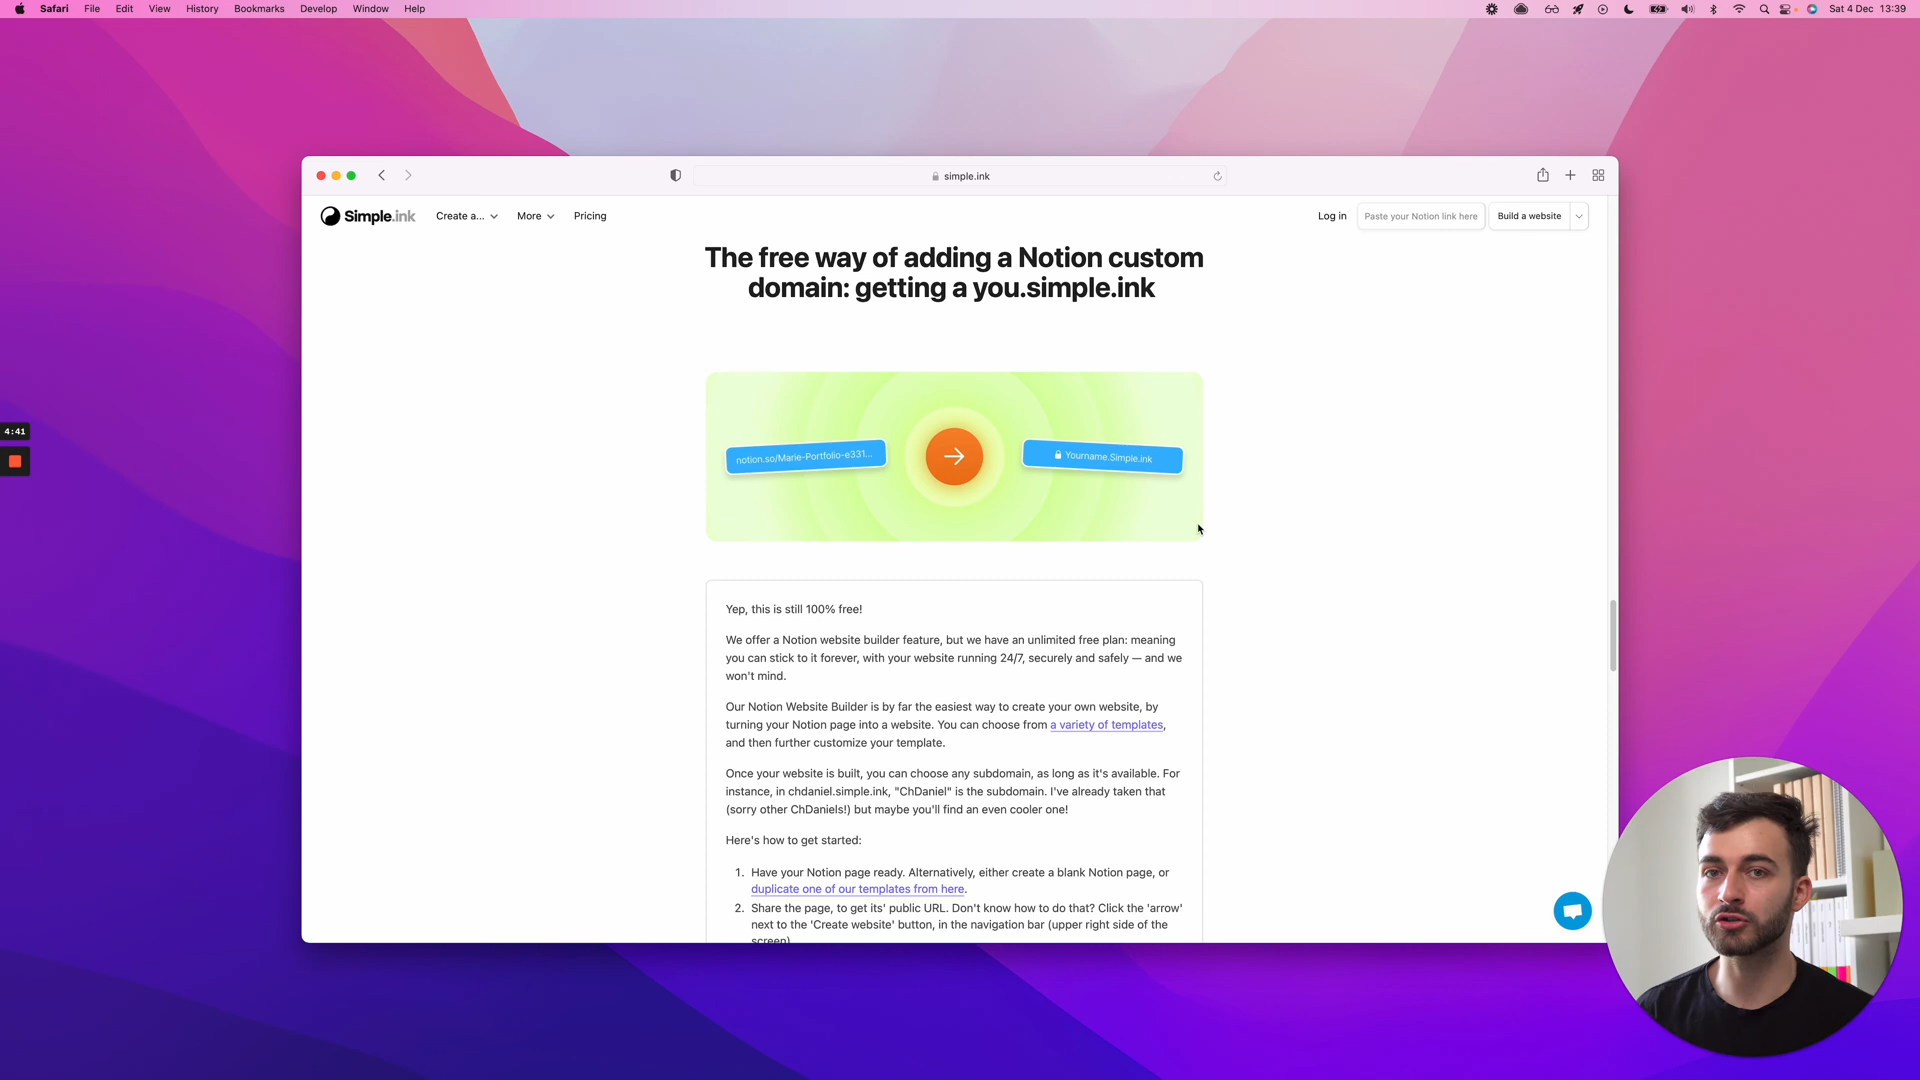 Safari File Edit View History Bookmarks Develop Window Help
Sat 4 Dec 13:39
simple.ink
Simple.ink Create a... More Pricing
Log in Paste your Notion link here Build a website
The free way of adding a Notion custom
domain: getting a you.simple.ink
4:41
notion.so/Marie-Portfolio-e331...
Yourname.Simple.ink
Yep, this is still 100% free!
We offer a Notion website builder feature, but we have an unlimited free plan: meaning
you can stick to it forever, with your website running 24/7, securely and safely — and we
won't mind.
Our Notion Website Builder is by far the easiest way to create your own website, by
turning your Notion page into a website. You can choose from a variety of templates,
and then further customize your template.
Once your website is built, you can choose any subdomain, as long as it's available. For
instance, in chdaniel.simple.ink, "ChDaniel" is the subdomain. I've already taken that
(sorry other ChDaniels!) but maybe you'll find an even cooler one!
Here's how to get started:
1. Have your Notion page ready. Alternatively, either create a blank Notion page, or
duplicate one of our templates from here.
2. Share the page, to get its' public URL. Don't know how to do that? Click the 'arrow'
next to the 'Create website' button, in the navigation bar (upper right side of the
screen)